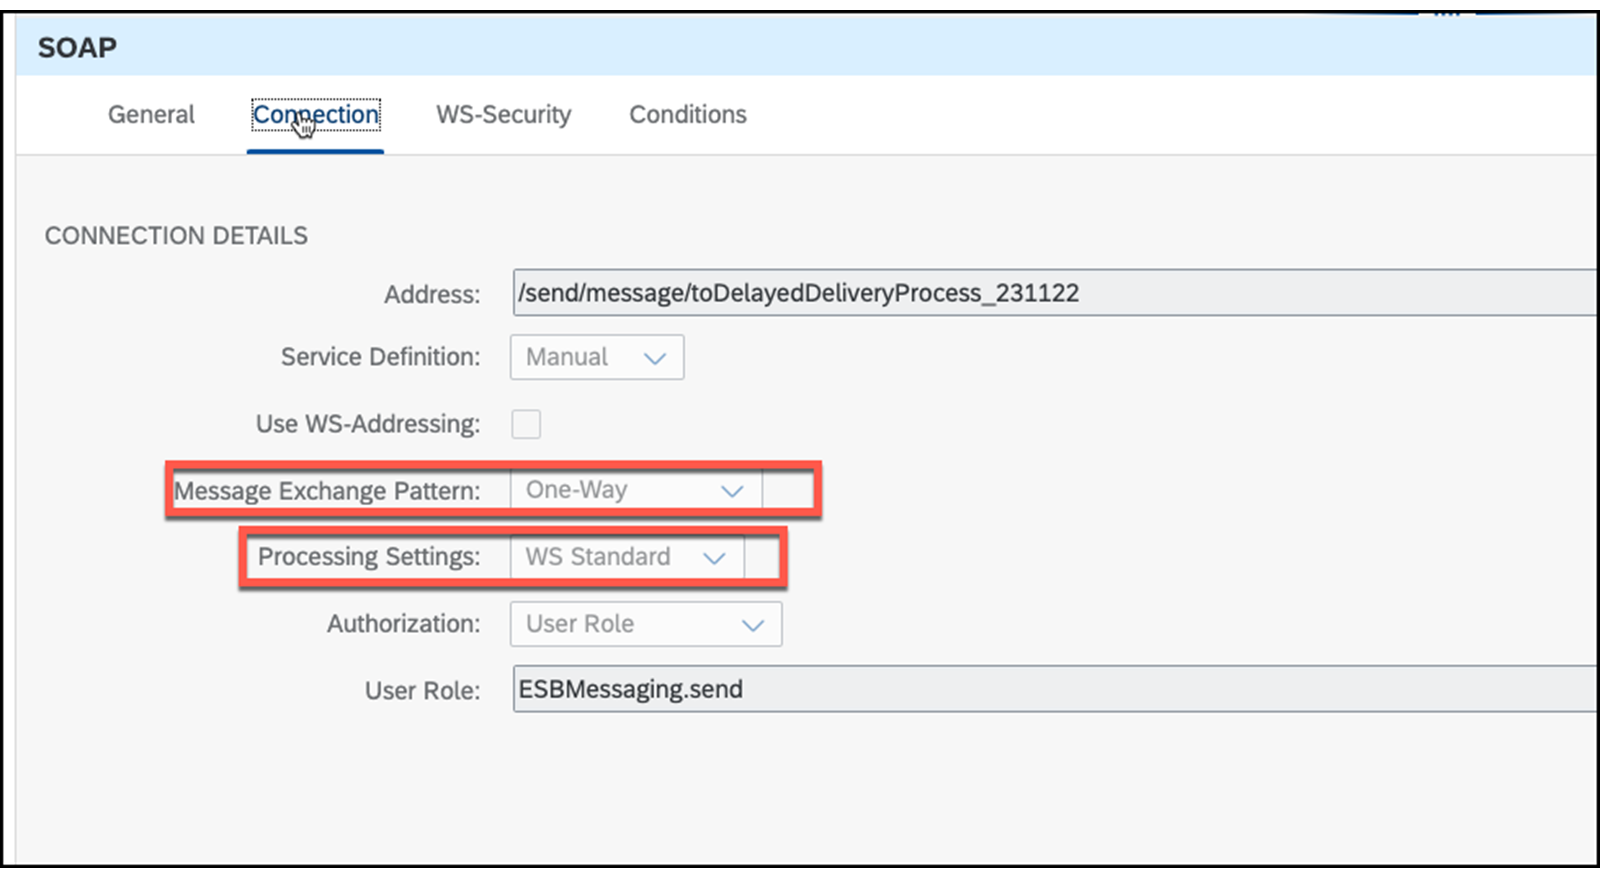 SOAP
General Connection WS-Security Conditions
CONNECTION DETAILS
Address: /send/message/toDelayedDeliveryProcess_231122
Service Definition: Manual
Use WS-Addressing:
Message Exchange Pattern: One-Way
Processing Settings: WS Standard
Authorization: User Role
User Role: ESBMessaging.send